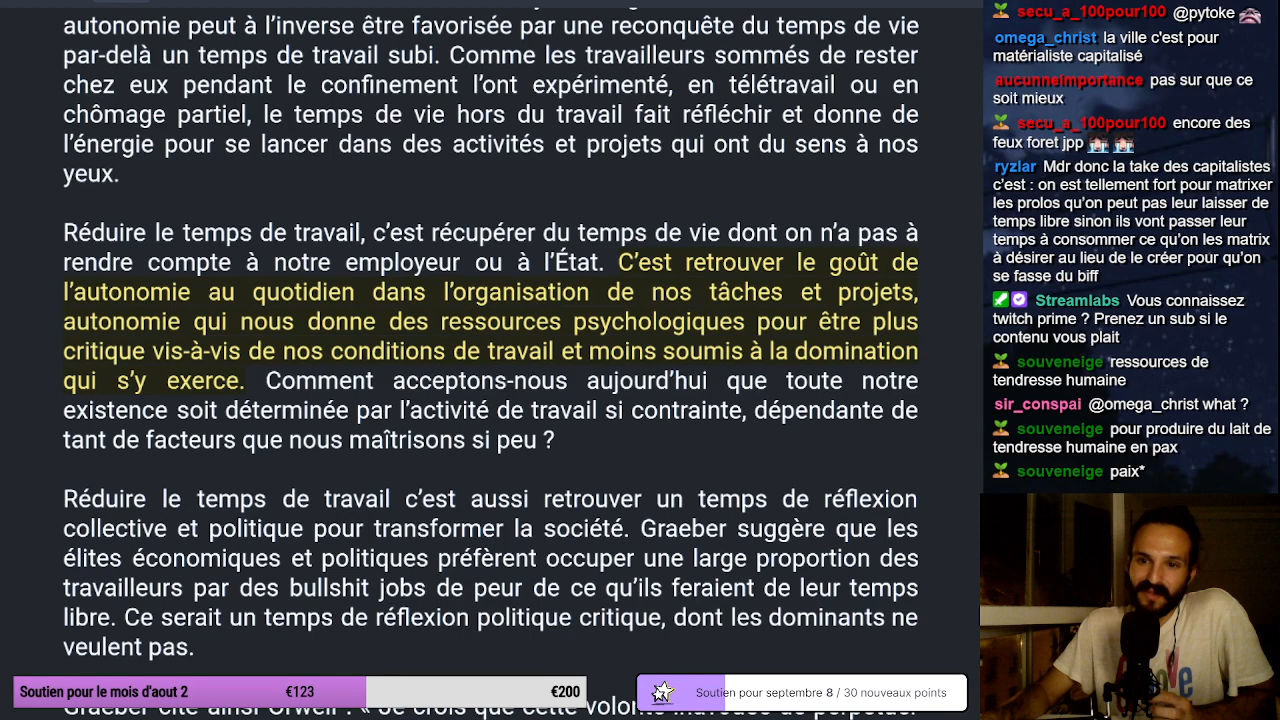 autonomie peut à l'inverse être favorisée par une reconquête du temps de vie
par-delà un temps de travail subi. Comme les travailleurs sommés de rester
chez eux pendant le confinement l'ont expérimenté, en télétravail ou en
chômage partiel, le temps de vie hors du travail fait réfléchir et donne de
l'énergie pour se lancer dans des activités et projets qui ont du sens à nos
yeux.
Réduire le temps de travail, c'est récupérer du temps de vie dont on n'a pas à
rendre compte à notre employeur ou à l'État. C'est retrouver le goût de
l'autonomie au quotidien dans l'organisation de nos tâches et projets,
autonomie qui nous donne des ressources psychologiques pour être plus
critique vis-à-vis de nos conditions de travail et moins soumis à la domination
qui s'y exerce. Comment acceptons-nous aujourd'hui que toute notre
existence soit déterminée par l'activité de travail si contrainte, dépendante de
tant de facteurs que nous maîtrisons si peu ?
Réduire le temps de travail c'est aussi retrouver un temps de réflexion
collective et politique pour transformer la société. Graeber suggère que les
élites économiques et politiques préfèrent occuper une large proportion des
travailleurs par des bullshit jobs de peur de ce qu'ils feraient de leur temps
libre. Ce serait un temps de réflexion politique critique, dont les dominants ne
veulent pas.
Graeber cite ainsi Orwell : « Je crois que cette volonté
Soutien pour le mois d'aout 2 €123 €200
Soutien pour septembre 8 / 30 nouveaux points
secu_a_100pour100 @pytoke
omega_christ la ville c'est pour
matérialiste capitalisé
aucunneimportance pas sur que ce
soit mieux
secu_a_100pour100 encore des
feux foret jpp
ryzlar Mdr donc la take des capitalistes
c'est : on est tellement fort pour matrixer
les prolos qu'on peut pas leur laisser de
temps libre sinon ils vont passer leur
temps à consommer ce qu'on les matrix
à désirer au lieu de le créer pour qu'on
se fasse du biff
Streamlabs Vous connaissez
twitch prime ? Prenez un sub si le
contenu vous plait
souveneige ressources de
tendresse humaine
sir_conspai @omega_christ what ?
souveneige pour produire du lait de
tendresse humaine en pax
souveneige paix*